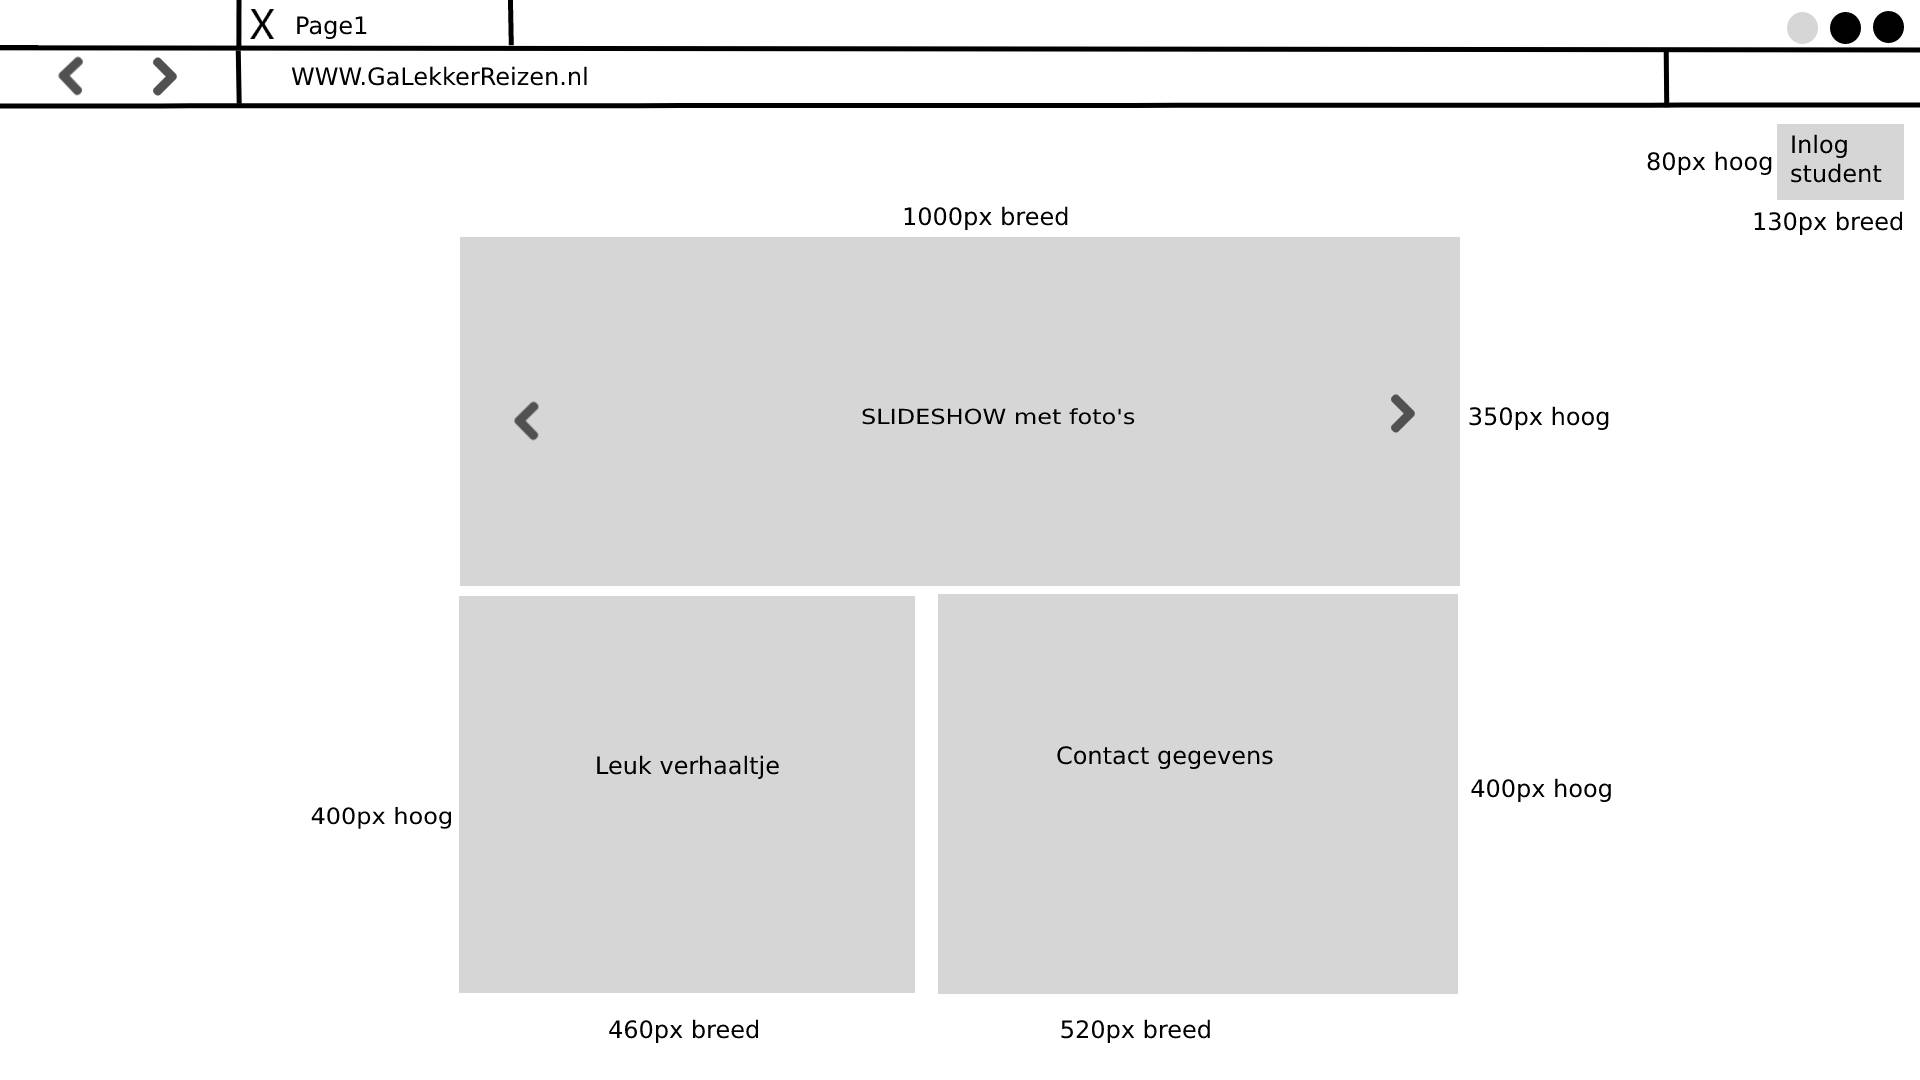 X Page1
WWW.GaLekkerReizen.nl
Inlog
student
80px hoog
130px breed
1000px breed
SLIDESHOW met foto's
350px hoog
Leuk verhaaltje
Contact gegevens
400px hoog
400px hoog
460px breed
520px breed